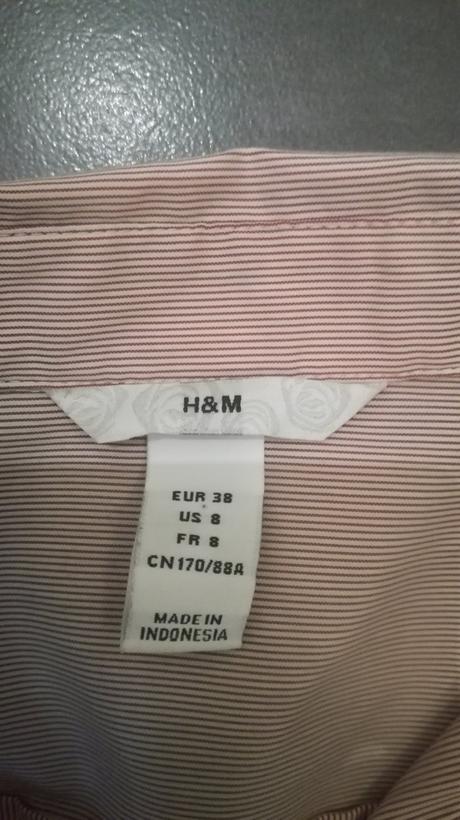 H&M
EUR 38
US 8
FR 8
CN170/88A
MADE IN
INDONESIA